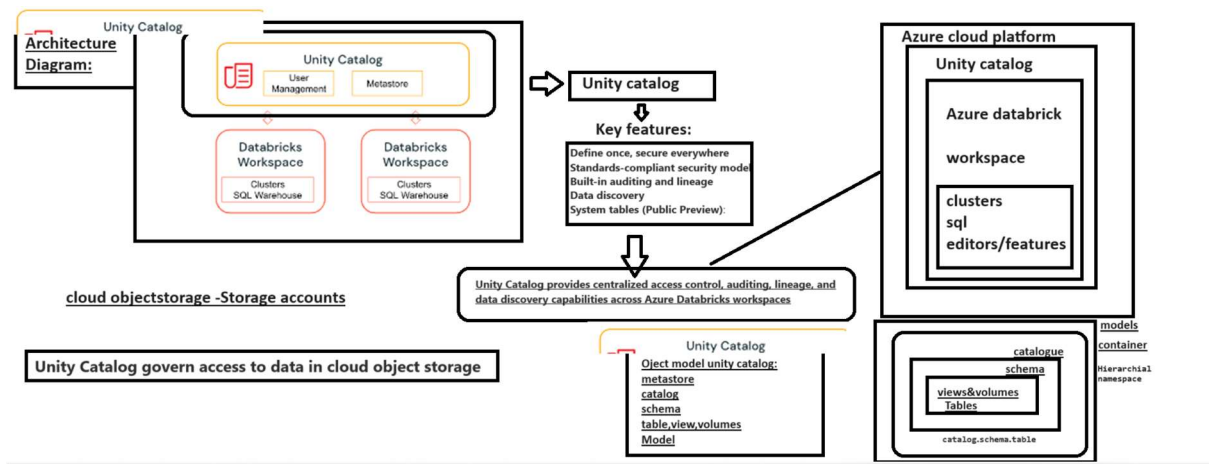 Unity Catalog
Architecture
Diagram:
Unity Catalog
User
Management
Metastore
Databricks
Workspace
Clusters
SQL Warehouse
Databricks
Workspace
Clusters
SQL Warehouse
Unity catalog
Key features:
Define once, secure everywhere
Standards-compliant security model
Built-in auditing and lineage
Data discovery
System tables (Public Preview):
Unity Catalog provides centralized access control, auditing, lineage, and
data discovery capabilities across Azure Databricks workspaces
cloud objectstorage -Storage accounts
Unity Catalog govern access to data in cloud object storage
Azure cloud platform
Unity catalog
Azure databrick
workspace
clusters
sql
editors/features
Unity Catalog
Oject model unity catalog:
metastore
catalog
schema
table,view,volumes
Model
models
container
Hierarchial
namespace
catalogue
schema
views&volumes
Tables
catalog.schema.table